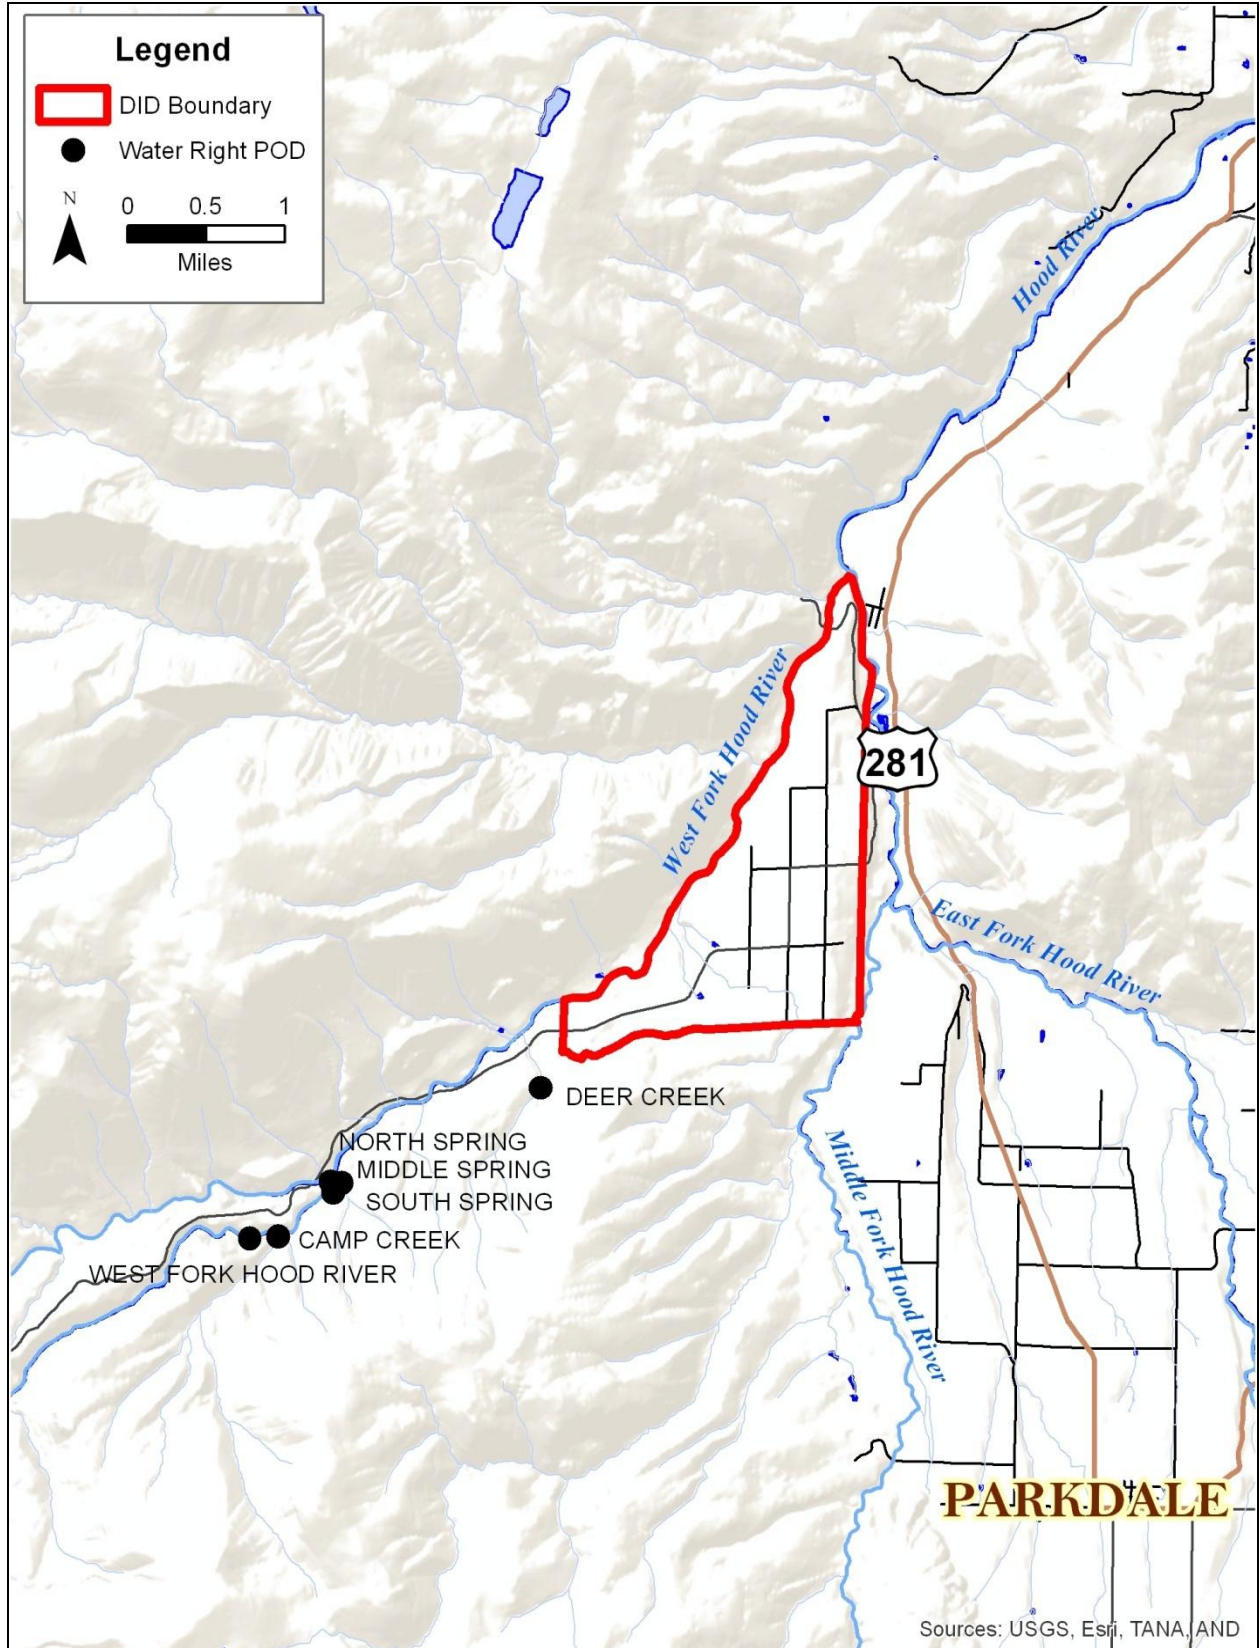 Legend
DID Boundary
Water Right POD
N
0 0.5 1
Miles
Hood River
West Fork Hood River
281
East Fork Hood River
DEER CREEK
Middle Fork Hood River
NORTH SPRING
MIDDLE SPRING
SOUTH SPRING
CAMP CREEK
WEST FORK HOOD RIVER
PARKDALE
Sources: USGS, Esri, TANA, AND